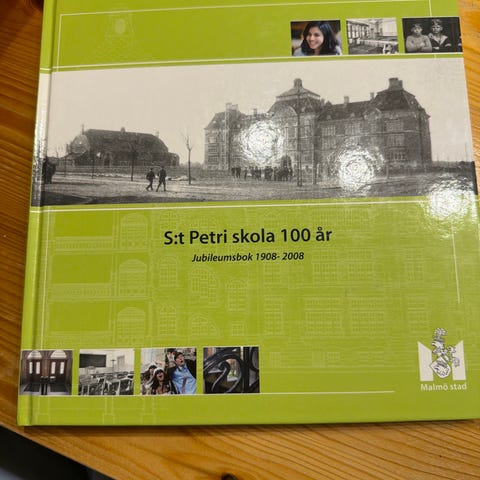 S:t Petri skola 100 år
Jubileumsbok 1908- 2008
Malmö stad